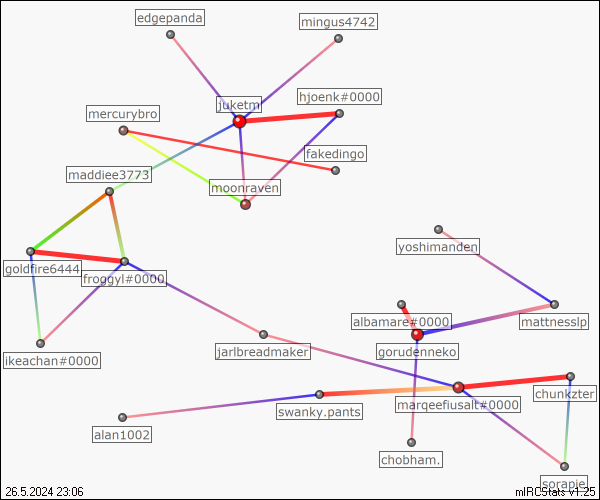 edgepanda
mingus4742
hjoenk#0000
juketm
mercurybro
fakedingo
maddiee3773
moonraven
yoshimanden
goldfire6444
froggyl#0000
albamare#0000
mattnesslp
ikeachan#0000
jarlbreadmaker
gorudenneko
chunkzter
swanky.pants
marqeefiusalt#0000
alan1002
chobham.
sorapje
26.5.2024 23:06
mIRCStats v1.25